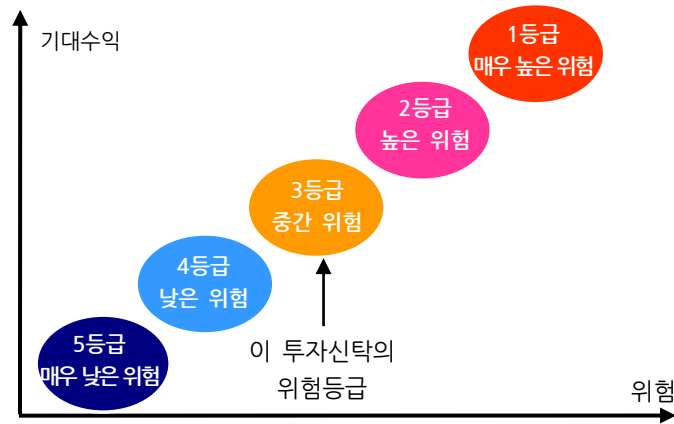 기대수익
1등급
매우 높은 위험
2등급
높은 위험
3등급
중간 위험
4등급
낮은 위험
5등급
매우 낮은 위험
이 투자신탁의
위험등급
위험